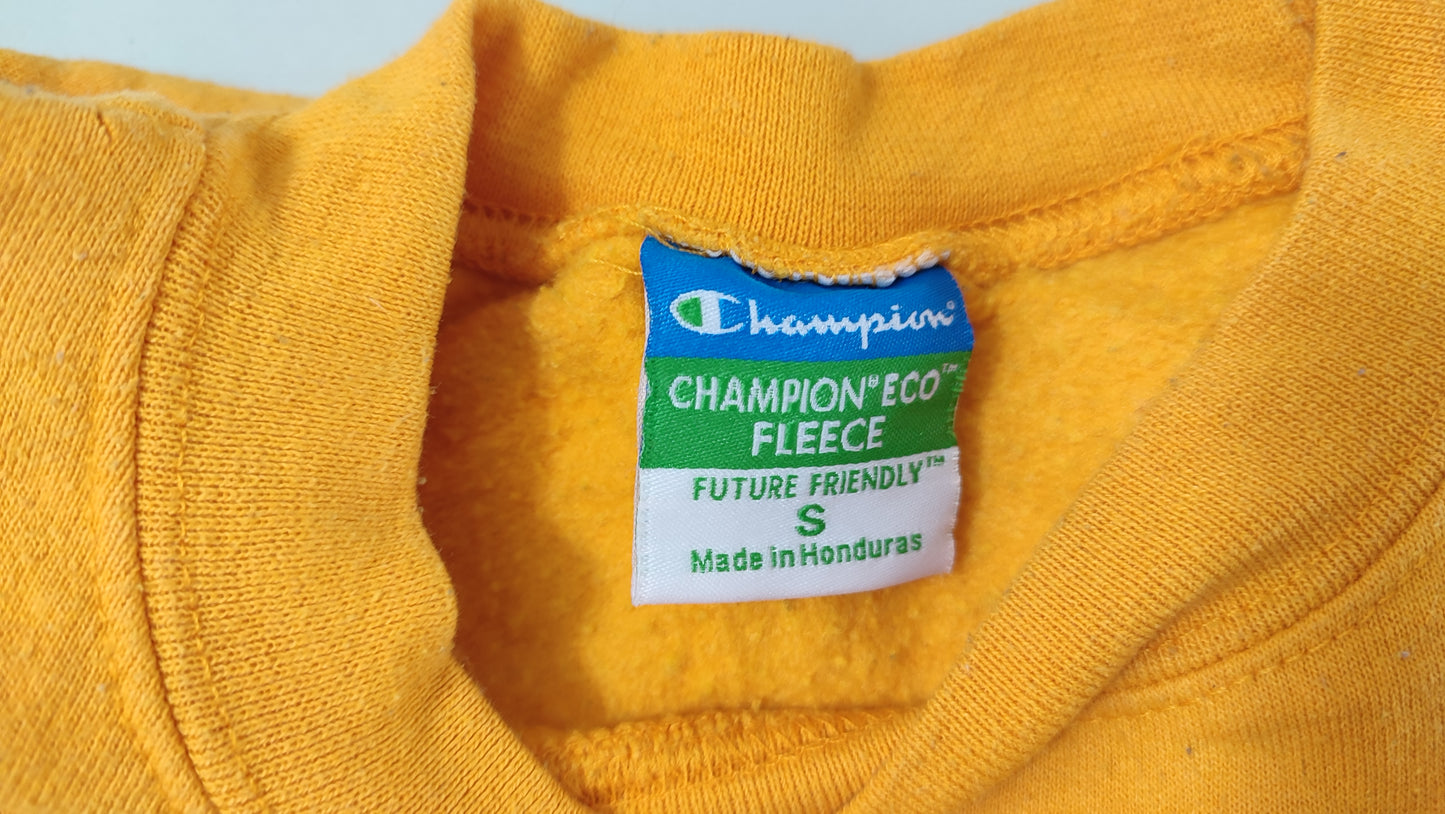 Champion®
CHAMPION® ECO™
FLEECE
FUTURE FRIENDLY™
S
Made in Honduras